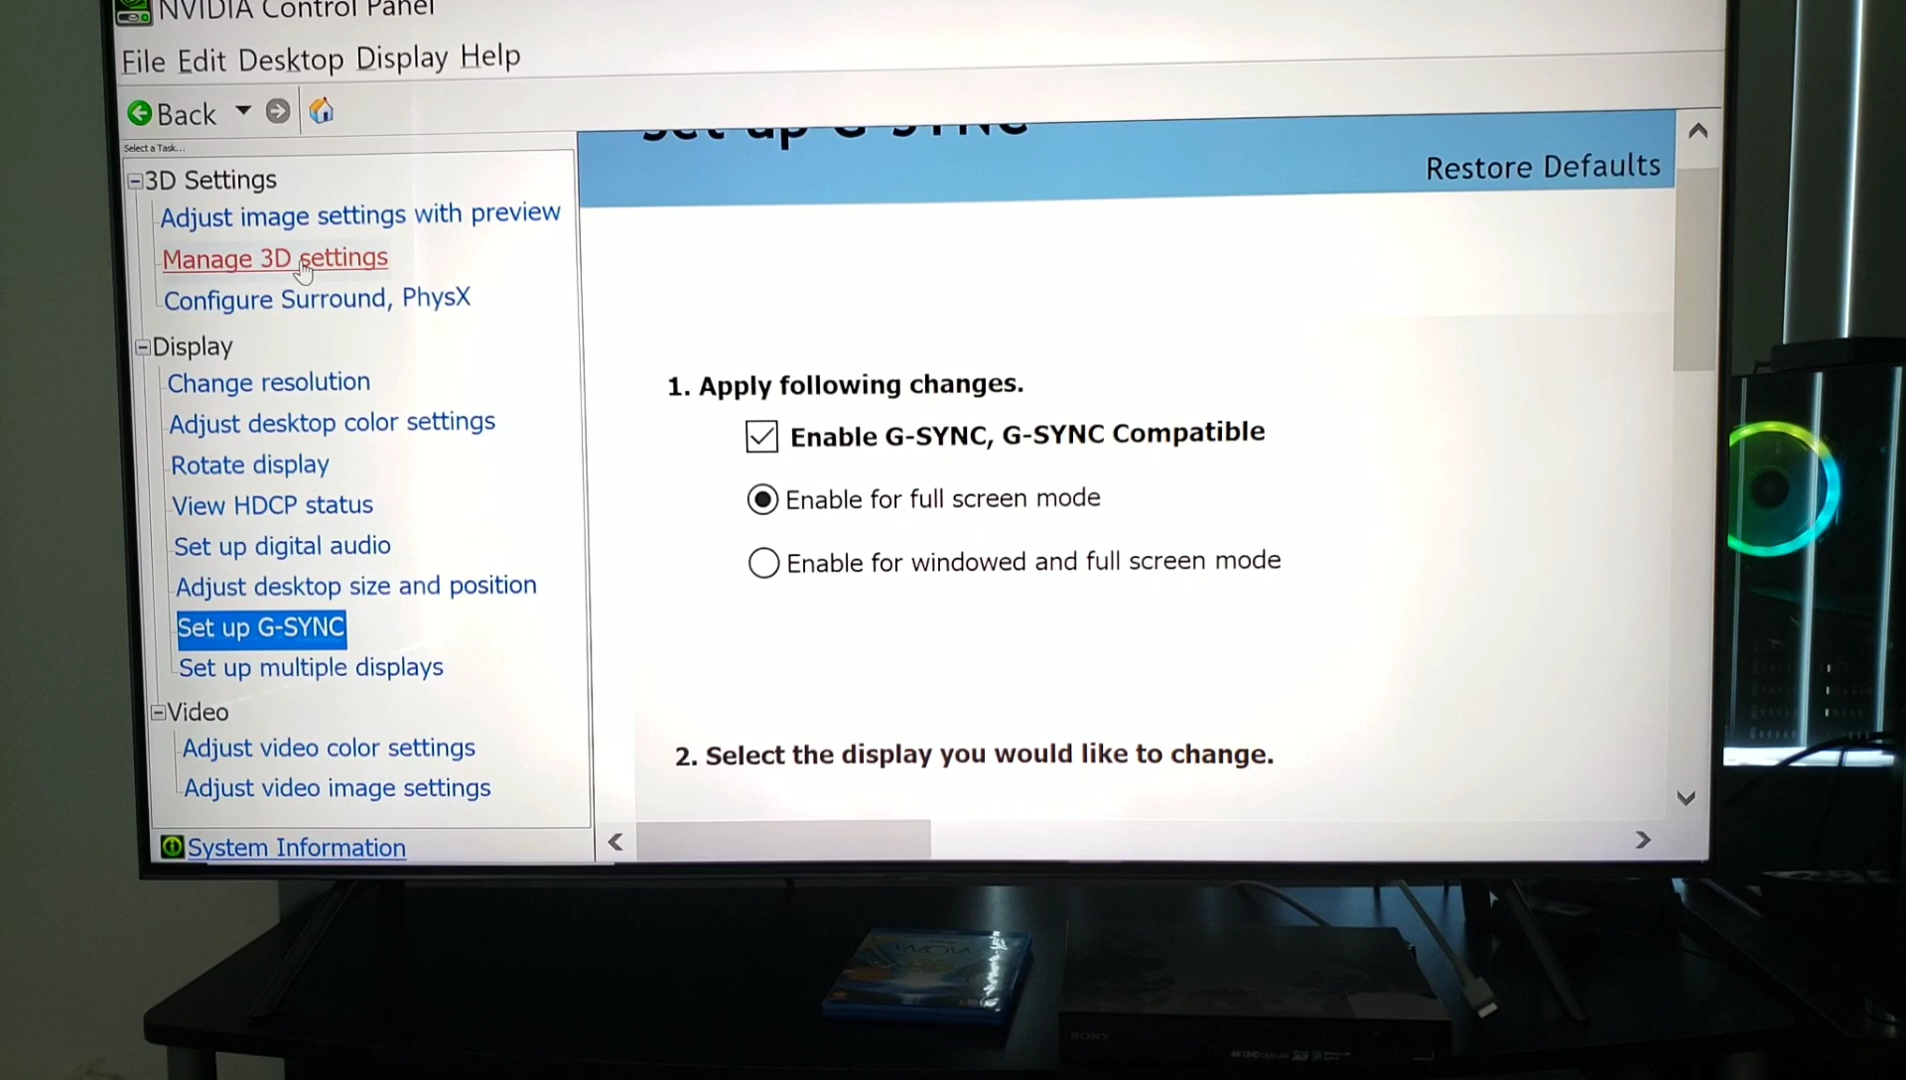 NVIDIA Control Panel
File Edit Desktop Display Help
Back
Select a Task...
3D Settings
Adjust image settings with preview
Manage 3D settings
Configure Surround, PhysX
Display
Change resolution
Adjust desktop color settings
Rotate display
View HDCP status
Set up digital audio
Adjust desktop size and position
Set up G-SYNC
Set up multiple displays
Video
Adjust video color settings
Adjust video image settings
System Information
Set up G-SYNC
Restore Defaults
1. Apply following changes.
Enable G-SYNC, G-SYNC Compatible
Enable for full screen mode
Enable for windowed and full screen mode
2. Select the display you would like to change.
SONY